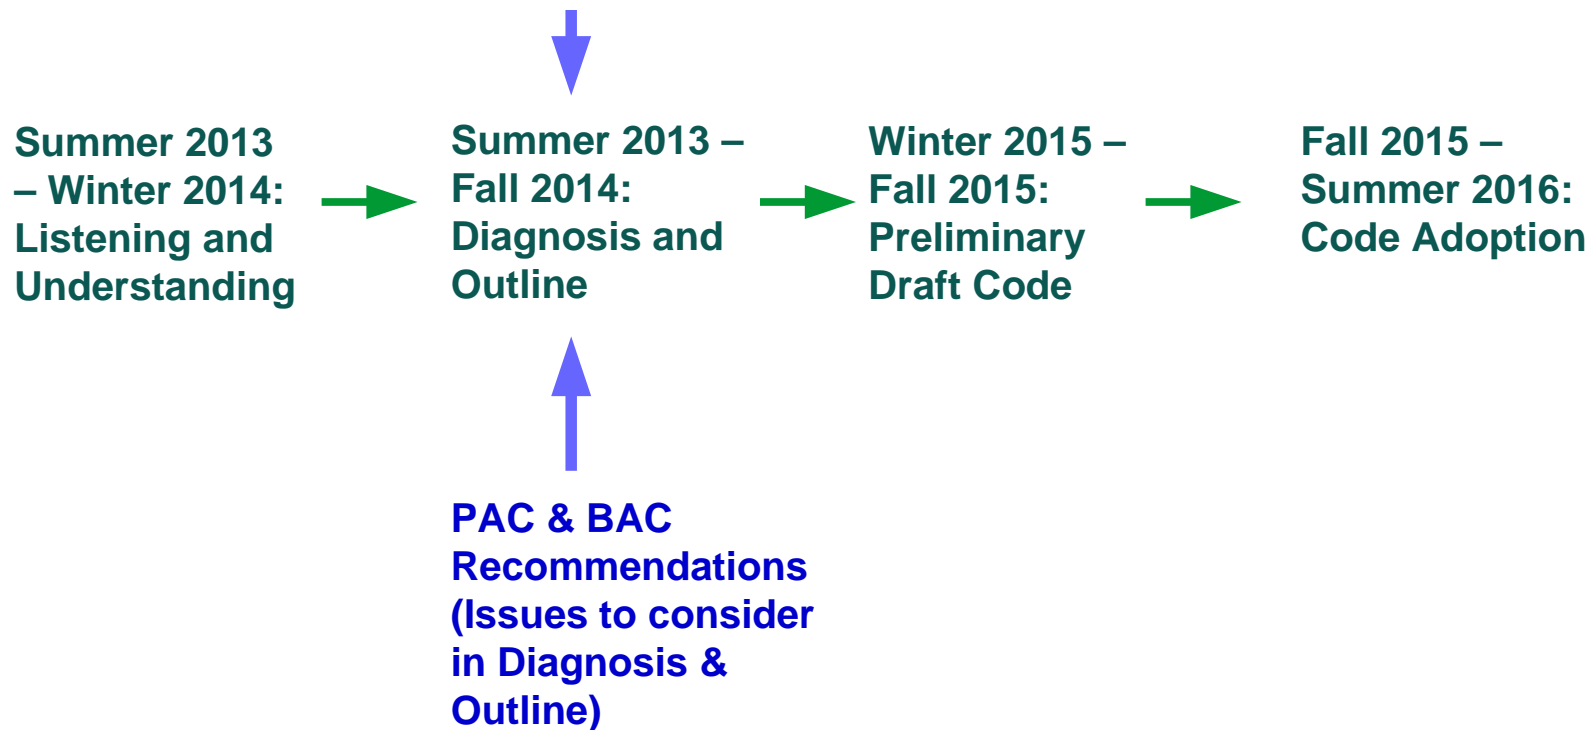 Summer 2013
– Winter 2014:
Listening and
Understanding
Summer 2013 –
Fall 2014:
Diagnosis and
Outline
Winter 2015 –
Fall 2015:
Preliminary
Draft Code
Fall 2015 –
Summer 2016:
Code Adoption
PAC & BAC
Recommendations
(Issues to consider
in Diagnosis &
Outline)